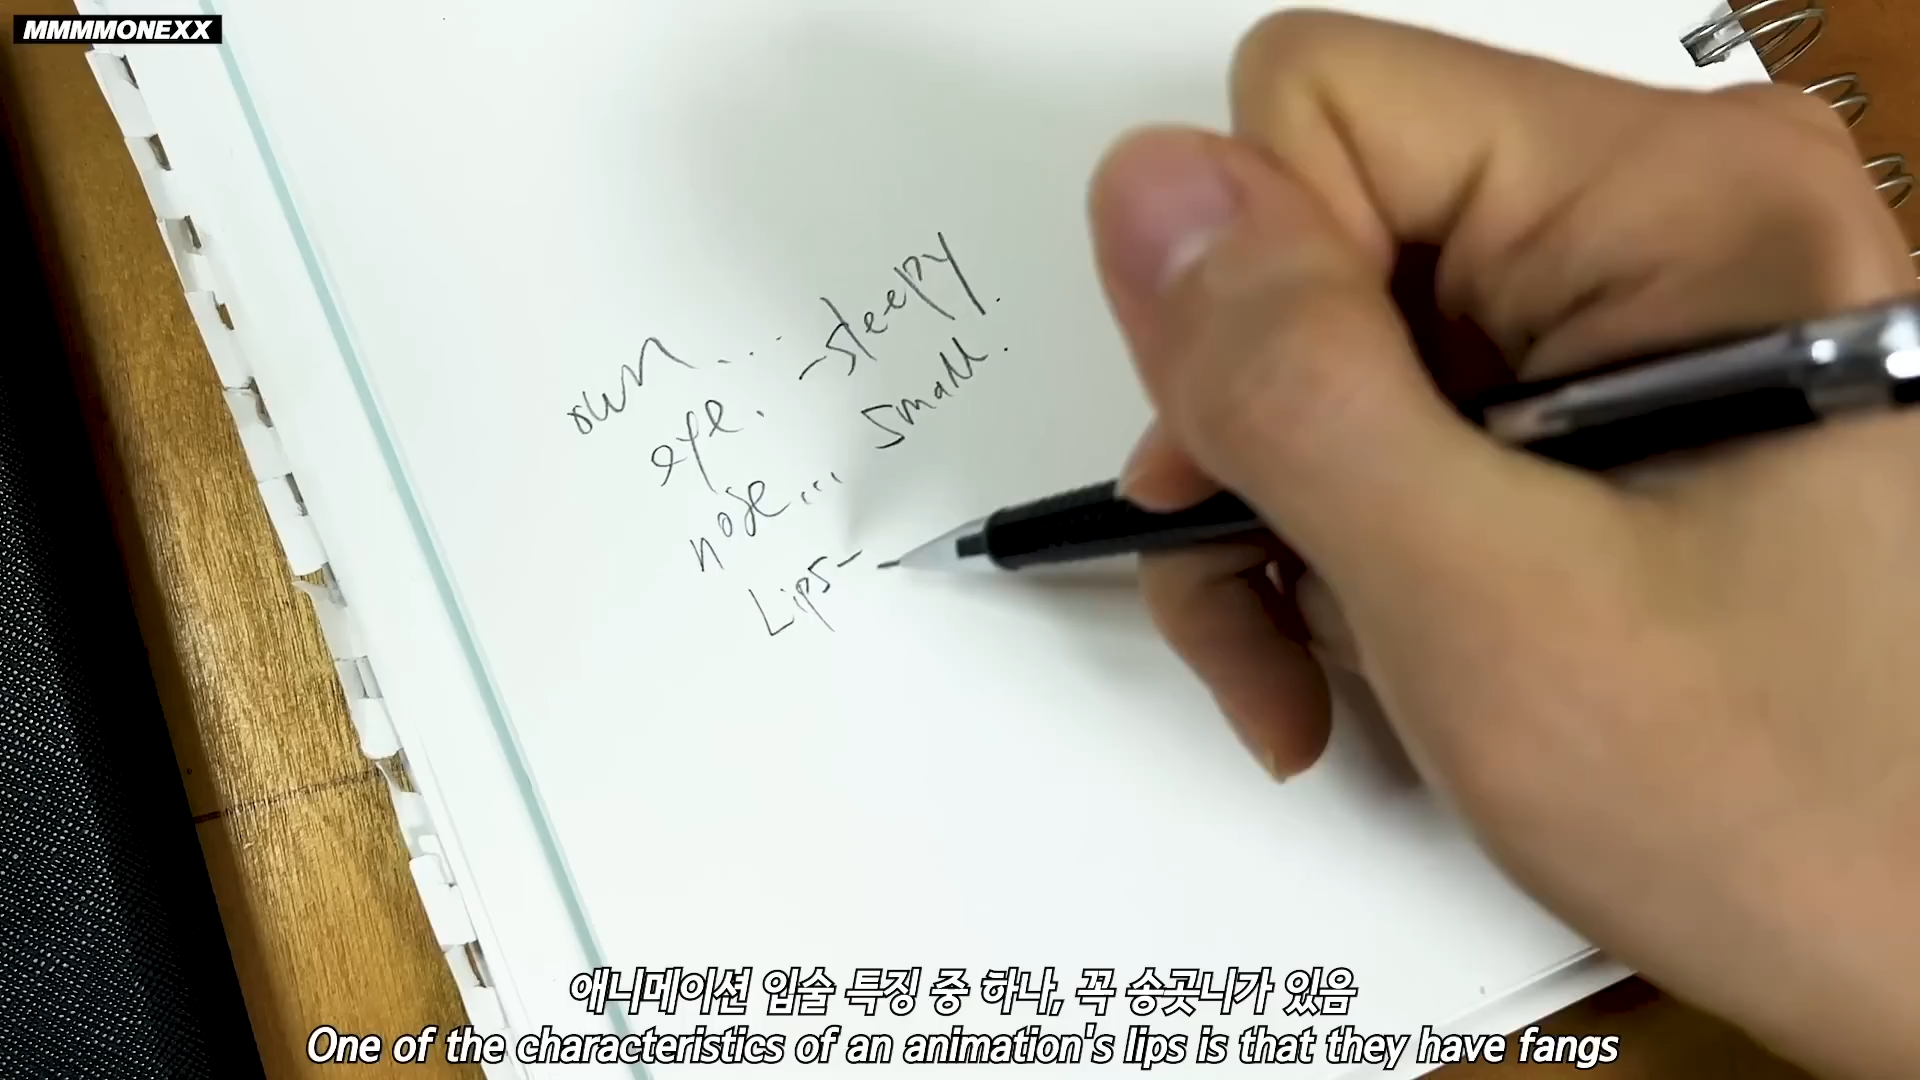 MMMMONEXX
own...
eye. - sleepy.
nose... small.
Lips-
애니메이션 입술 특징 중 하나, 꼭 송곳니가 있음
One of the characteristics of an animation's lips is that they have fangs